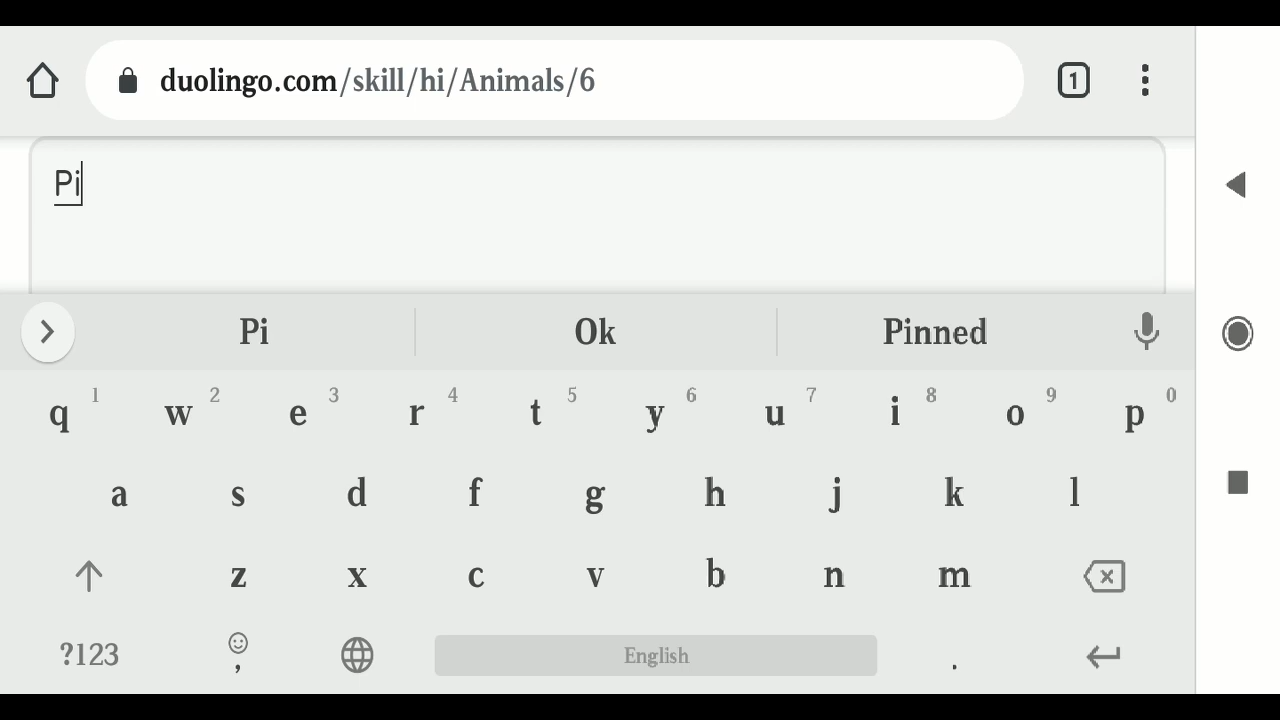 duolingo.com/skill/hi/Animals/6
1
Pi
Pi Ok Pinned
q 1 w 2 e 3 r 4 t 5 y 6 u 7 i 8 o 9 p 0
a s d f g h j k l
z x c v b n m
?123 , English .